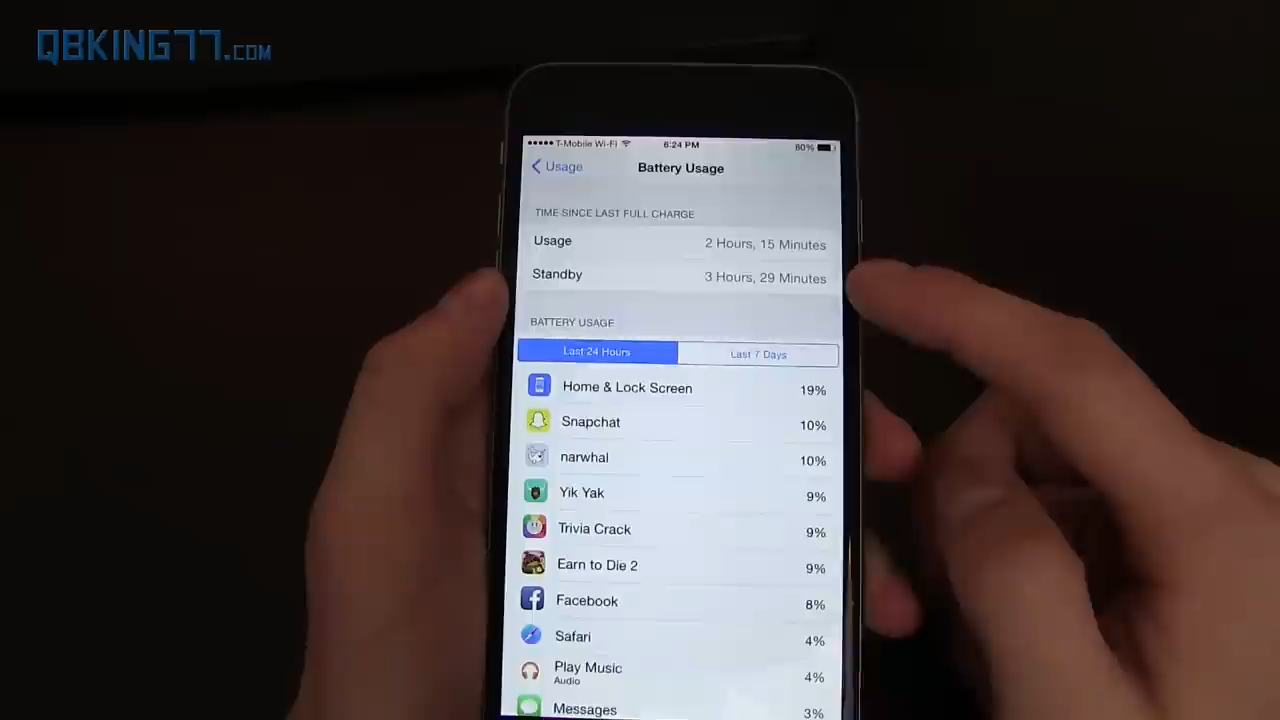 QBKING77.COM
●●●●● T-Mobile Wi-Fi 6:24 PM 80%
Usage Battery Usage
TIME SINCE LAST FULL CHARGE
Usage 2 Hours, 15 Minutes
Standby 3 Hours, 29 Minutes
BATTERY USAGE
Last 24 Hours Last 7 Days
Home & Lock Screen 19%
Snapchat 10%
narwhal 10%
Yik Yak 9%
Trivia Crack 9%
Earn to Die 2 9%
Facebook 8%
Safari 4%
Play Music 4%
Audio
Messages 3%